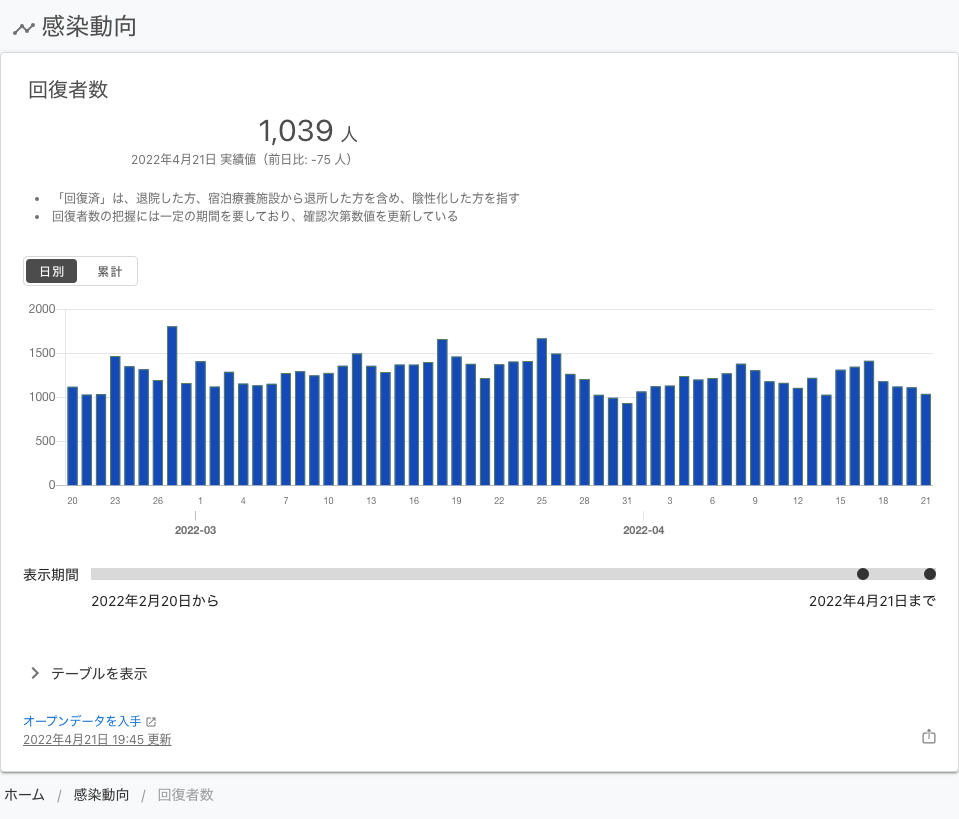 感染動向
回復者数
1,039 人
2022年4月21日 実績値（前日比: -75 人）
「回復済」は、退院した方、宿泊療養施設から退所した方を含め、陰性化した方を指す
回復者数の把握には一定の期間を要しており、確認次第数値を更新している
日別 累計
2000
1500
1000
500
0
20 23 26 1 4 7 10 13 16 19 22 25 28 31 3 6 9 12 15 18 21
2022-03 2022-04
表示期間
2022年2月20日から 2022年4月21日まで
テーブルを表示
オープンデータを入手
2022年4月21日 19:45 更新
ホーム / 感染動向 / 回復者数